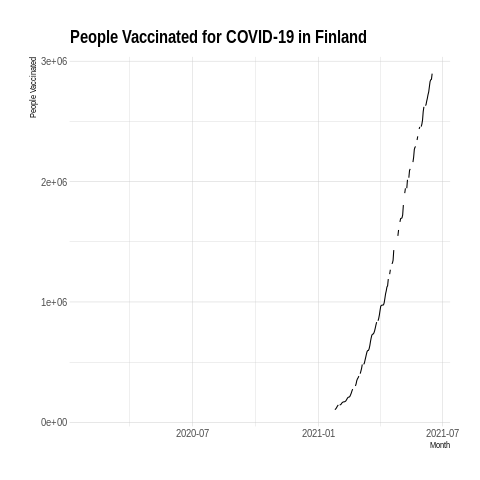 People Vaccinated for COVID-19 in Finland
People Vaccinated
3e+06
2e+06
1e+06
0e+00
2020-07
2021-01
2021-07
Month